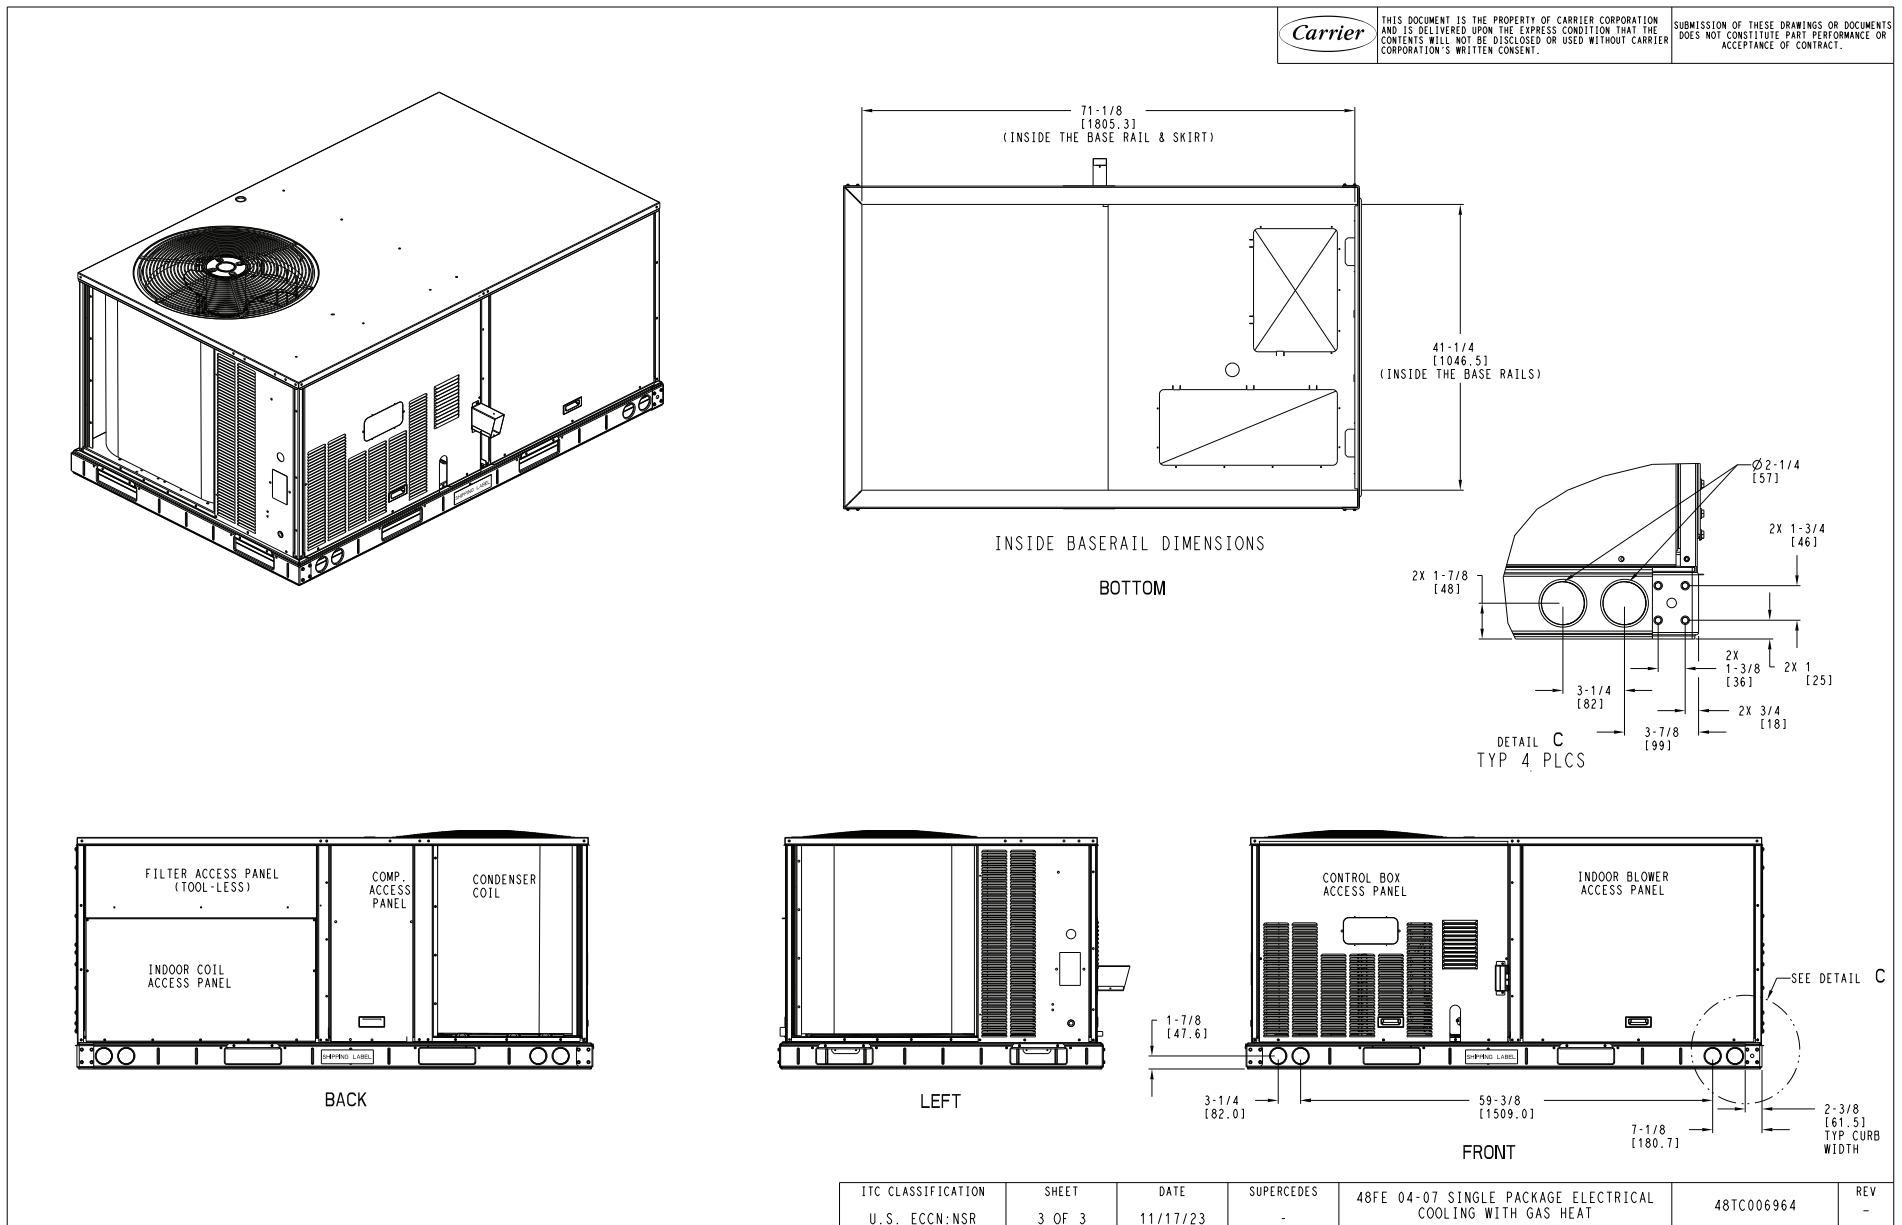 Carrier
THIS DOCUMENT IS THE PROPERTY OF CARRIER CORPORATION
AND IS DELIVERED UPON THE EXPRESS CONDITION THAT THE
CONTENTS WILL NOT BE DISCLOSED OR USED WITHOUT CARRIER
CORPORATION'S WRITTEN CONSENT.
SUBMISSION OF THESE DRAWINGS OR DOCUMENTS
DOES NOT CONSTITUTE PART PERFORMANCE OR
ACCEPTANCE OF CONTRACT.
SHIPPING LABEL
71-1/8
[1805.3]
(INSIDE THE BASE RAIL & SKIRT)
41-1/4
[1046.5]
(INSIDE THE BASE RAILS)
INSIDE BASERAIL DIMENSIONS
BOTTOM
Ø2-1/4
[57]
2X 1-3/4
[46]
2X 1-7/8
[48]
2X
1-3/8
[36]
2X 1
[25]
3-1/4
[82]
2X 3/4
[18]
3-7/8
[99]
DETAIL C
TYP 4 PLCS
FILTER ACCESS PANEL
(TOOL-LESS)
COMP.
ACCESS
PANEL
CONDENSER
COIL
INDOOR COIL
ACCESS PANEL
SHIPPING LABEL
BACK
LEFT
CONTROL BOX
ACCESS PANEL
INDOOR BLOWER
ACCESS PANEL
SEE DETAIL C
SHIPPING LABEL
1-7/8
[47.6]
3-1/4
[82.0]
59-3/8
[1509.0]
7-1/8
[180.7]
2-3/8
[61.5]
TYP CURB
WIDTH
FRONT
ITC CLASSIFICATION
U.S. ECCN:NSR
SHEET
3 OF 3
DATE
11/17/23
SUPERCEDES
-
48FE 04-07 SINGLE PACKAGE ELECTRICAL
COOLING WITH GAS HEAT
48TC006964
REV
-